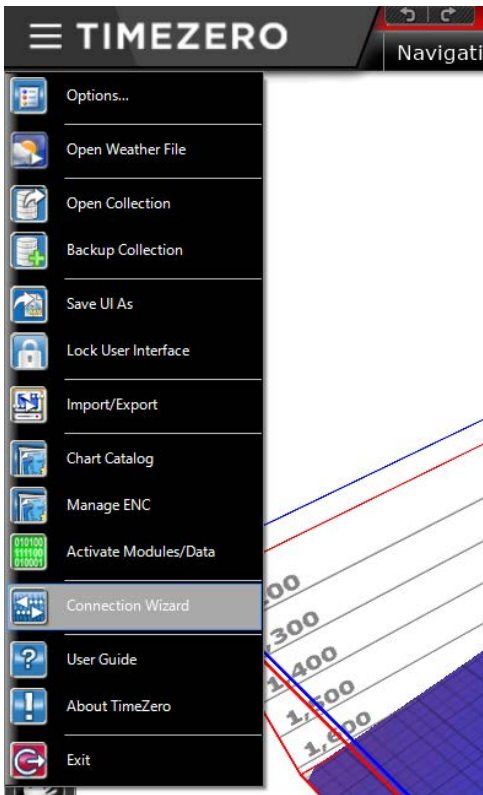 TIMEZERO
Navigati
Options...
Open Weather File
Open Collection
Backup Collection
Save UI As
Lock User Interface
Import/Export
Chart Catalog
Manage ENC
010100
111100
010001
Activate Modules/Data
Connection Wizard
User Guide
About TimeZero
Exit
00
,300
1,400
1,500
1,600